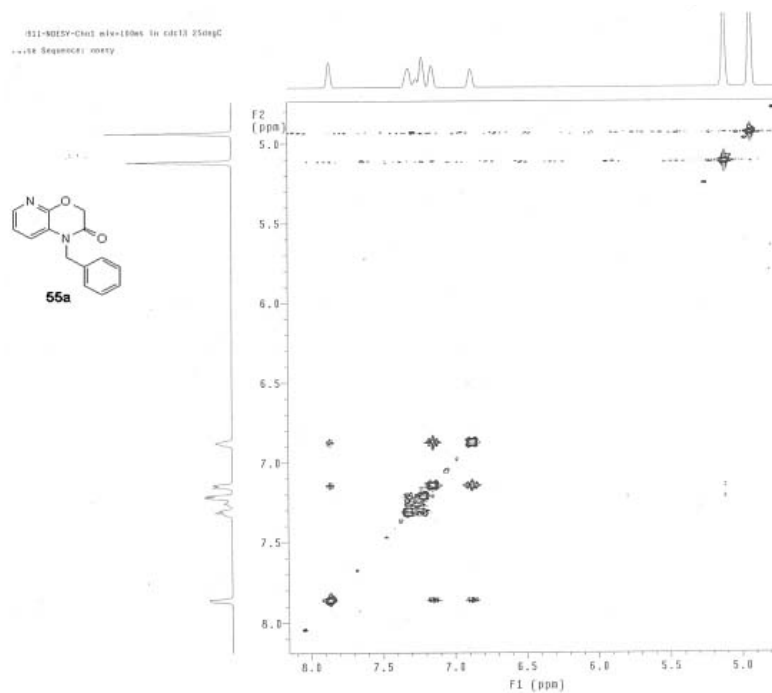 mix=100ms in cdcl3 25degC
Sequence: noesy
F2
(ppm)
5.0
5.5
6.0
6.5
7.0
7.5
8.0
N
O
N
O
55a
8.0 7.5 7.0 6.5 6.0 5.5 5.0
F1 (ppm)